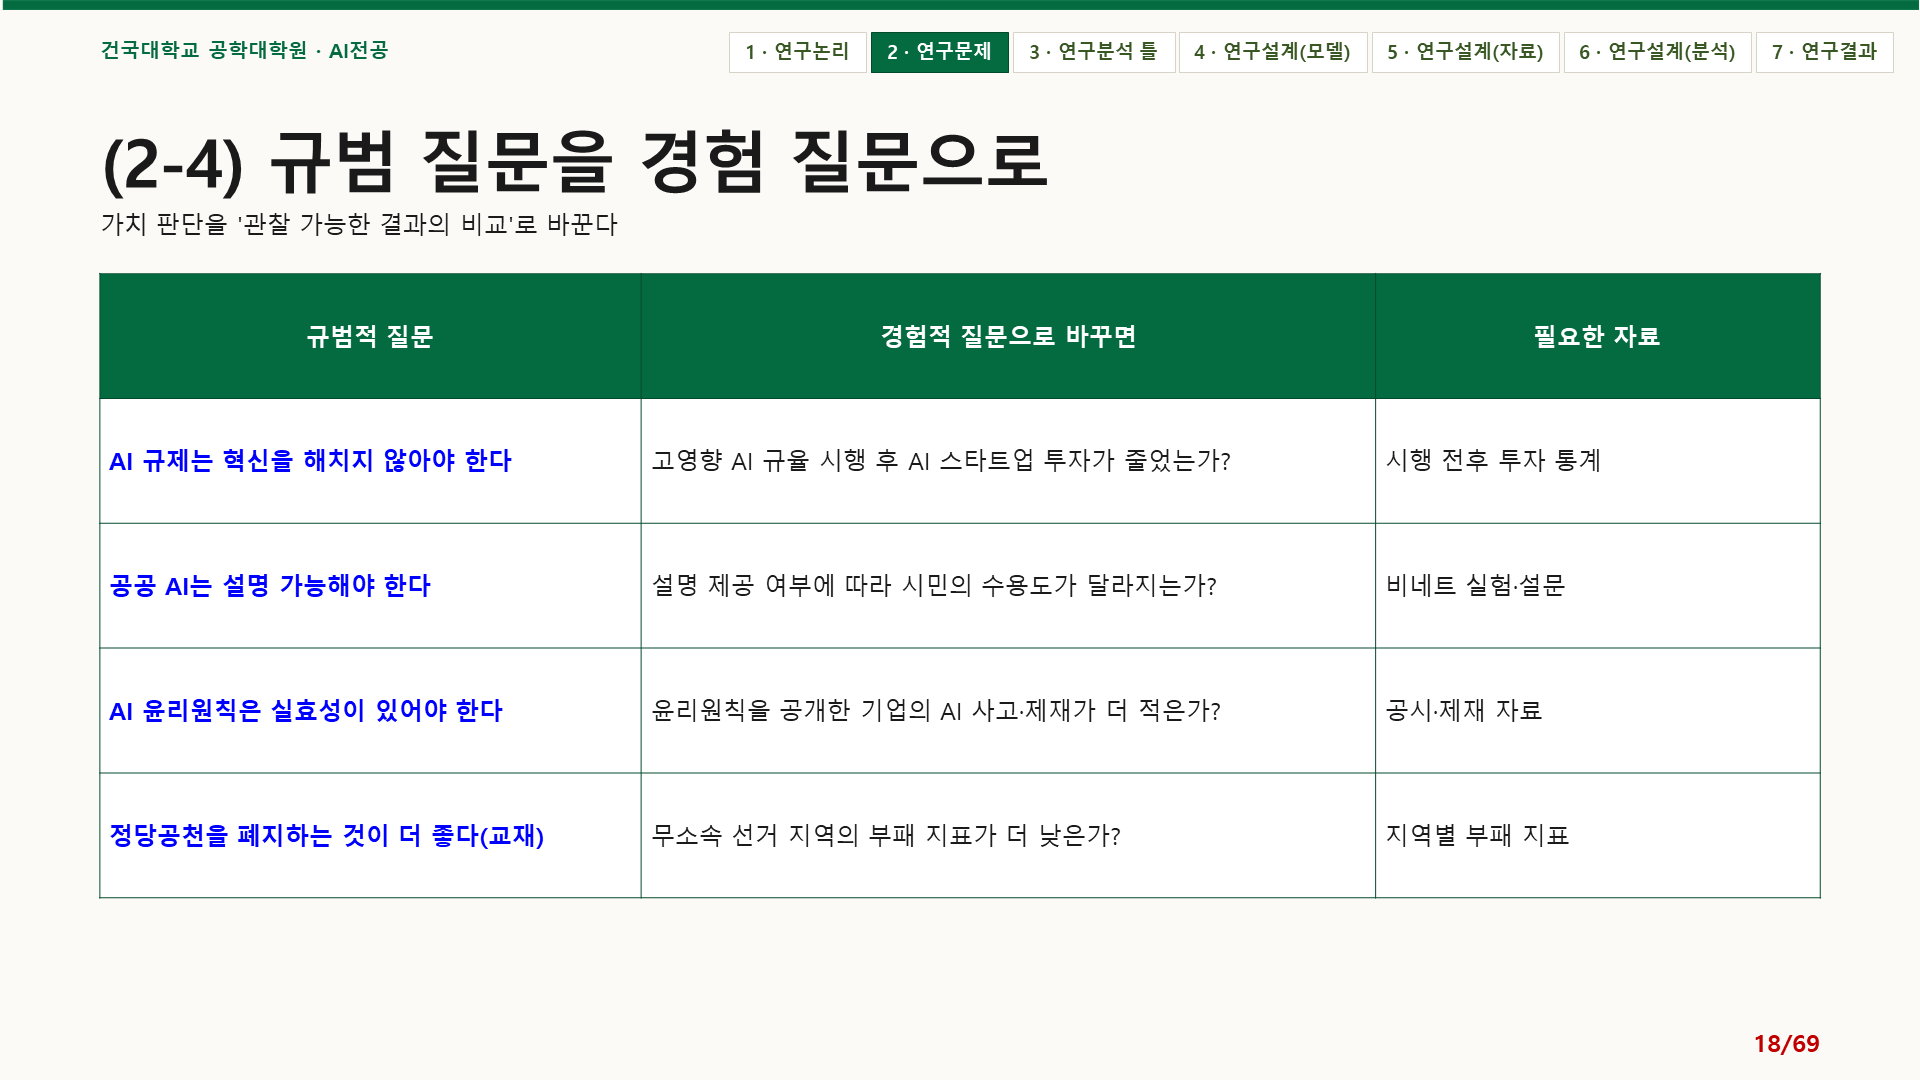 건국대학교 공학대학원 · AI전공
1 · 연구논리
2 · 연구문제
3 · 연구분석 틀
4 · 연구설계(모델)
5 · 연구설계(자료)
6 · 연구설계(분석)
7 · 연구결과
(2-4) 규범 질문을 경험 질문으로
가치 판단을 '관찰 가능한 결과의 비교'로 바꾼다
규범적 질문
경험적 질문으로 바꾸면
필요한 자료
AI 규제는 혁신을 해치지 않아야 한다
고영향 AI 규율 시행 후 AI 스타트업 투자가 줄었는가?
시행 전후 투자 통계
공공 AI는 설명 가능해야 한다
설명 제공 여부에 따라 시민의 수용도가 달라지는가?
비네트 실험·설문
AI 윤리원칙은 실효성이 있어야 한다
윤리원칙을 공개한 기업의 AI 사고·제재가 더 적은가?
공시·제재 자료
정당공천을 폐지하는 것이 더 좋다(교재)
무소속 선거 지역의 부패 지표가 더 낮은가?
지역별 부패 지표
18/69